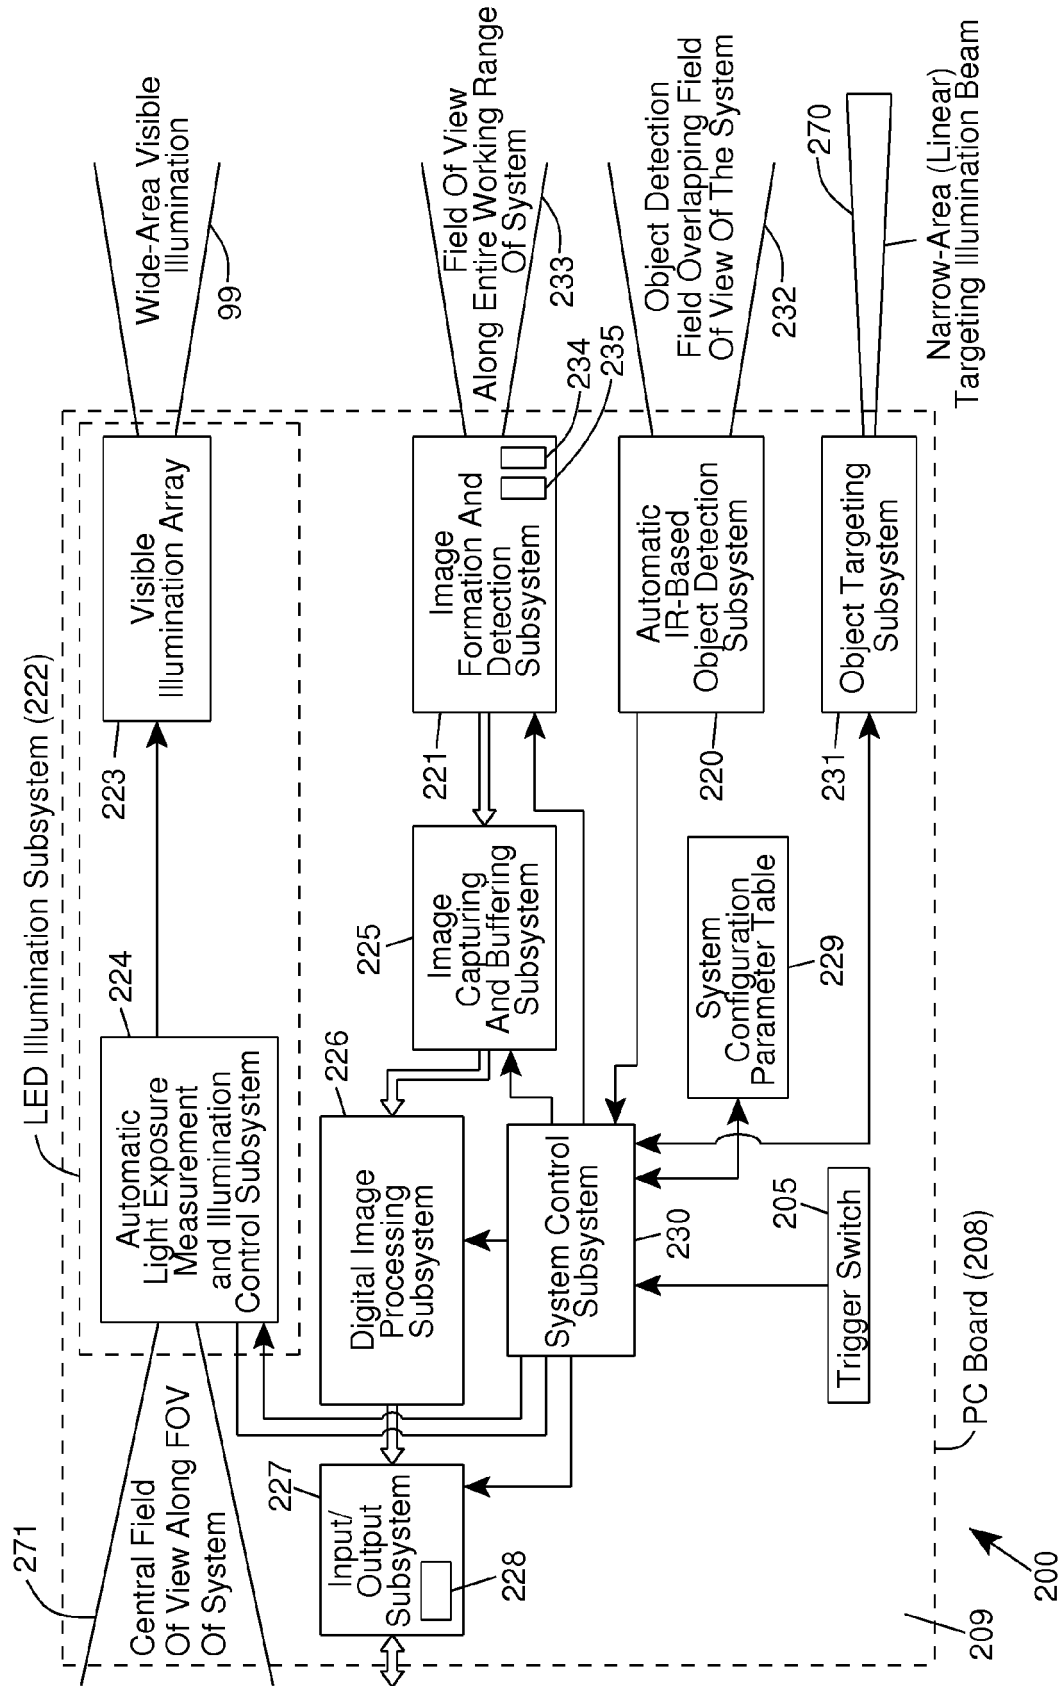 LED Illumination Subsystem (222)
271
Central Field
Of View Along FOV
Of System
224
Automatic
Light Exposure
Measurement
and Illumination
Control Subsystem
223
Visible
Illumination Array
Wide-Area Visible
Illumination
99
227
Input/
Output
Subsystem
228
226
Digital Image
Processing
Subsystem
225
Image
Capturing
And Buffering
Subsystem
221
Image
Formation And
Detection
Subsystem
234
235
Field Of View
Along Entire Working Range
Of System
233
System Control
Subsystem
230
System
Configuration
Parameter Table
229
Automatic
IR-Based
Object Detection
Subsystem
220
Object Detection
Field Overlapping Field
Of View Of The System
232
205
Trigger Switch
231
Object Targeting
Subsystem
270
Narrow-Area (Linear)
Targeting Illumination Beam
PC Board (208)
209
200